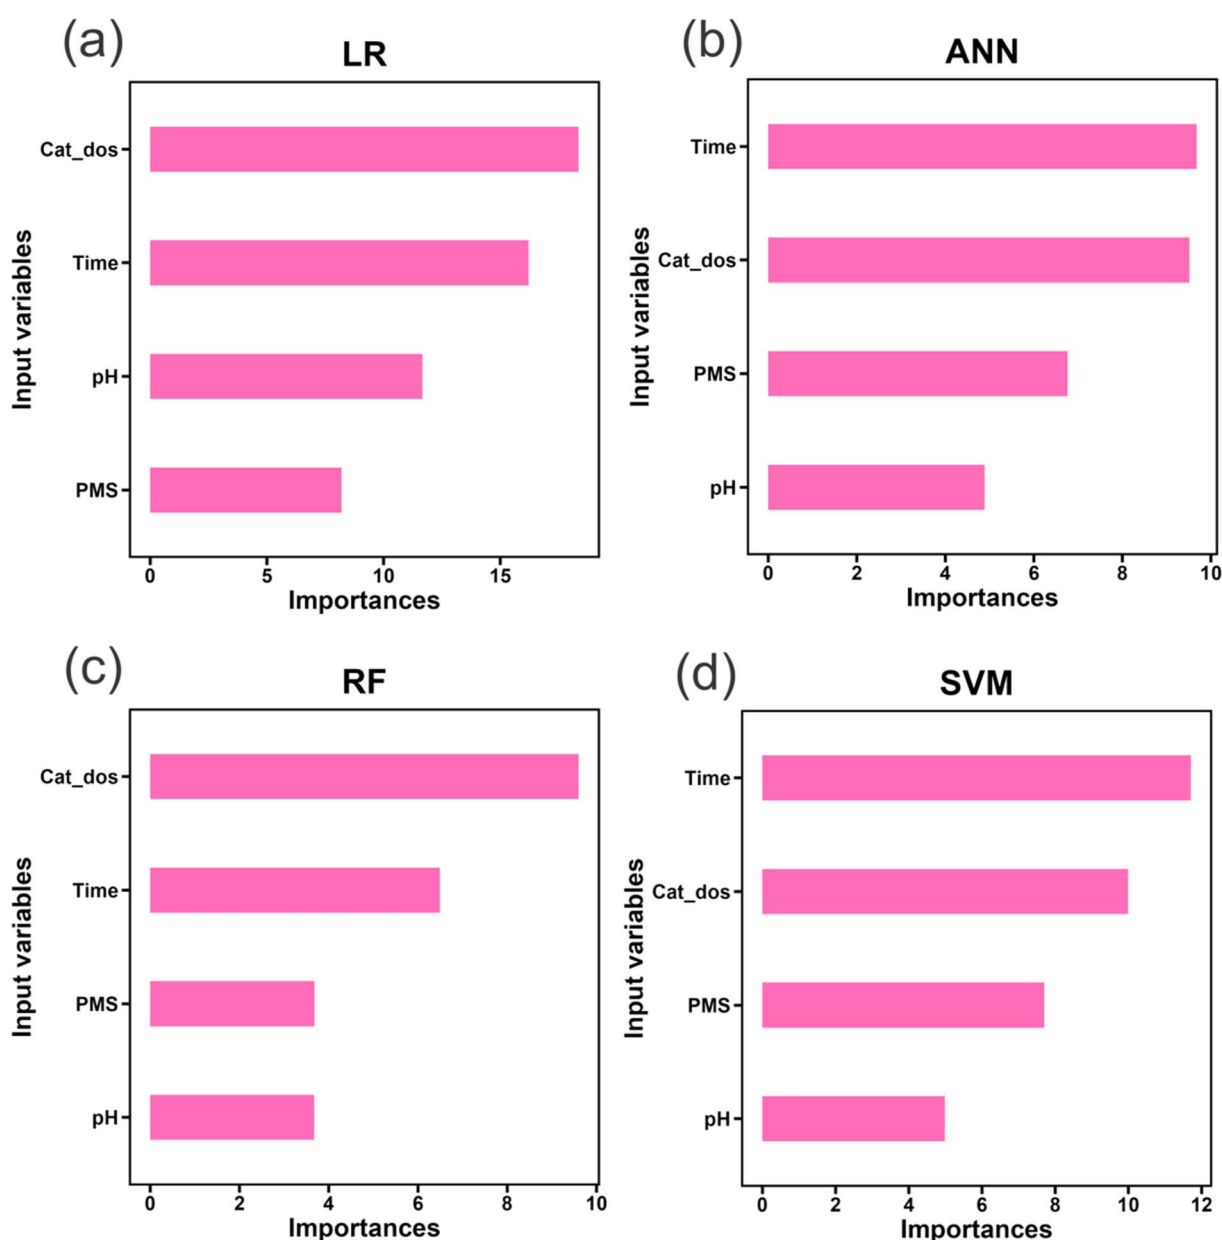 (a)
LR
Input variables
Cat_dos
Time
pH
PMS
0 5 10 15
Importances
(b)
ANN
Input variables
Time
Cat_dos
PMS
pH
0 2 4 6 8 10
Importances
(c)
RF
Input variables
Cat_dos
Time
PMS
pH
0 2 4 6 8 10
Importances
(d)
SVM
Input variables
Time
Cat_dos
PMS
pH
0 2 4 6 8 10 12
Importances